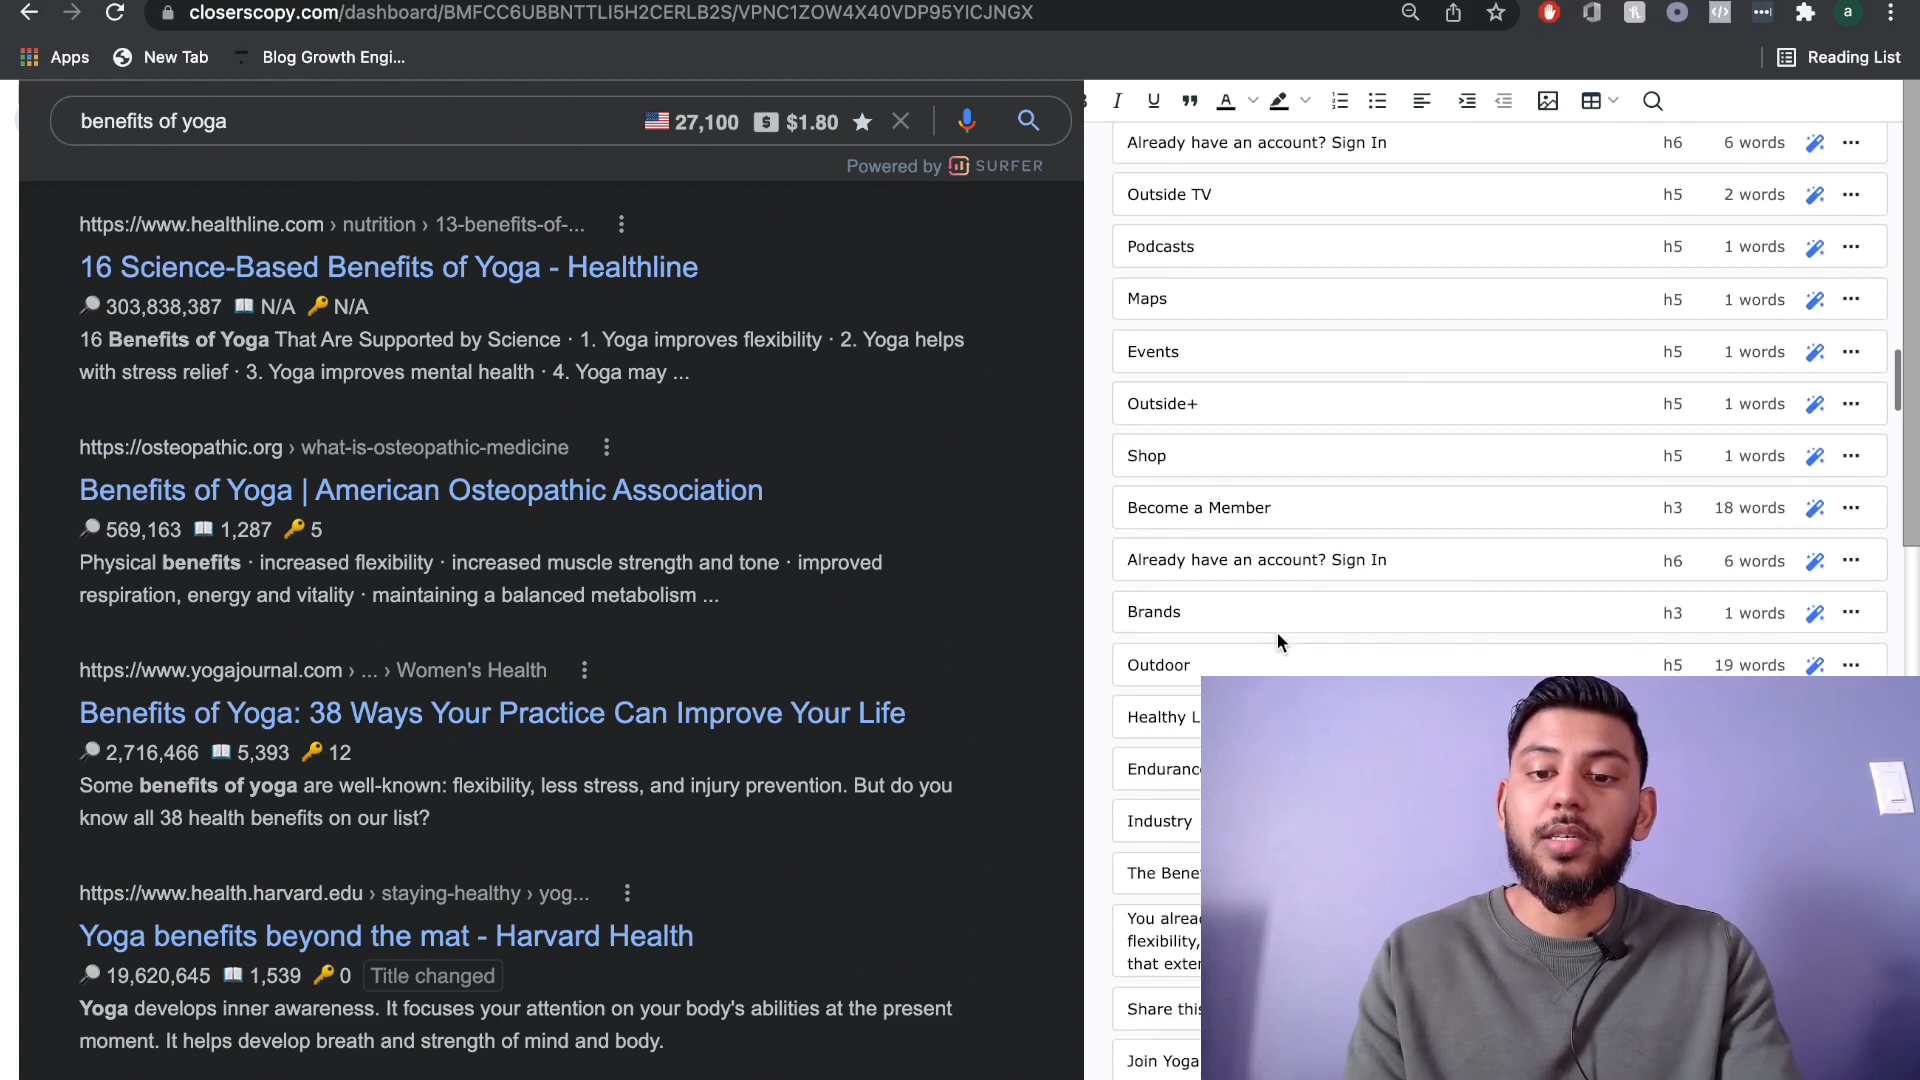 closerscopy.com/dashboard/BMFCC6UBBNTTLI5H2CERLB2S/VPNC1ZOW4X40VDP95YICJNGX
a
Apps
New Tab
Blog Growth Engi...
Reading List
benefits of yoga
27,100
$
$1.80
Powered by SURFER
https://www.healthline.com › nutrition › 13-benefits-of-...
16 Science-Based Benefits of Yoga - Healthline
303,838,387 N/A N/A
16 Benefits of Yoga That Are Supported by Science · 1. Yoga improves flexibility · 2. Yoga helps
with stress relief · 3. Yoga improves mental health · 4. Yoga may ...
https://osteopathic.org › what-is-osteopathic-medicine
Benefits of Yoga | American Osteopathic Association
569,163 1,287 5
Physical benefits · increased flexibility · increased muscle strength and tone · improved
respiration, energy and vitality · maintaining a balanced metabolism ...
https://www.yogajournal.com › ... › Women's Health
Benefits of Yoga: 38 Ways Your Practice Can Improve Your Life
2,716,466 5,393 12
Some benefits of yoga are well-known: flexibility, less stress, and injury prevention. But do you
know all 38 health benefits on our list?
https://www.health.harvard.edu › staying-healthy › yog...
Yoga benefits beyond the mat - Harvard Health
19,620,645 1,539 0 Title changed
Yoga develops inner awareness. It focuses your attention on your body's abilities at the present
moment. It helps develop breath and strength of mind and body.
I U A
Already have an account? Sign In h6 6 words
Outside TV h5 2 words
Podcasts h5 1 words
Maps h5 1 words
Events h5 1 words
Outside+ h5 1 words
Shop h5 1 words
Become a Member h3 18 words
Already have an account? Sign In h6 6 words
Brands h3 1 words
Outdoor h5 19 words
Healthy L
Enduranc
Industry
The Bene
You alrea
flexibility,
that exter
Share this
Join Yoga